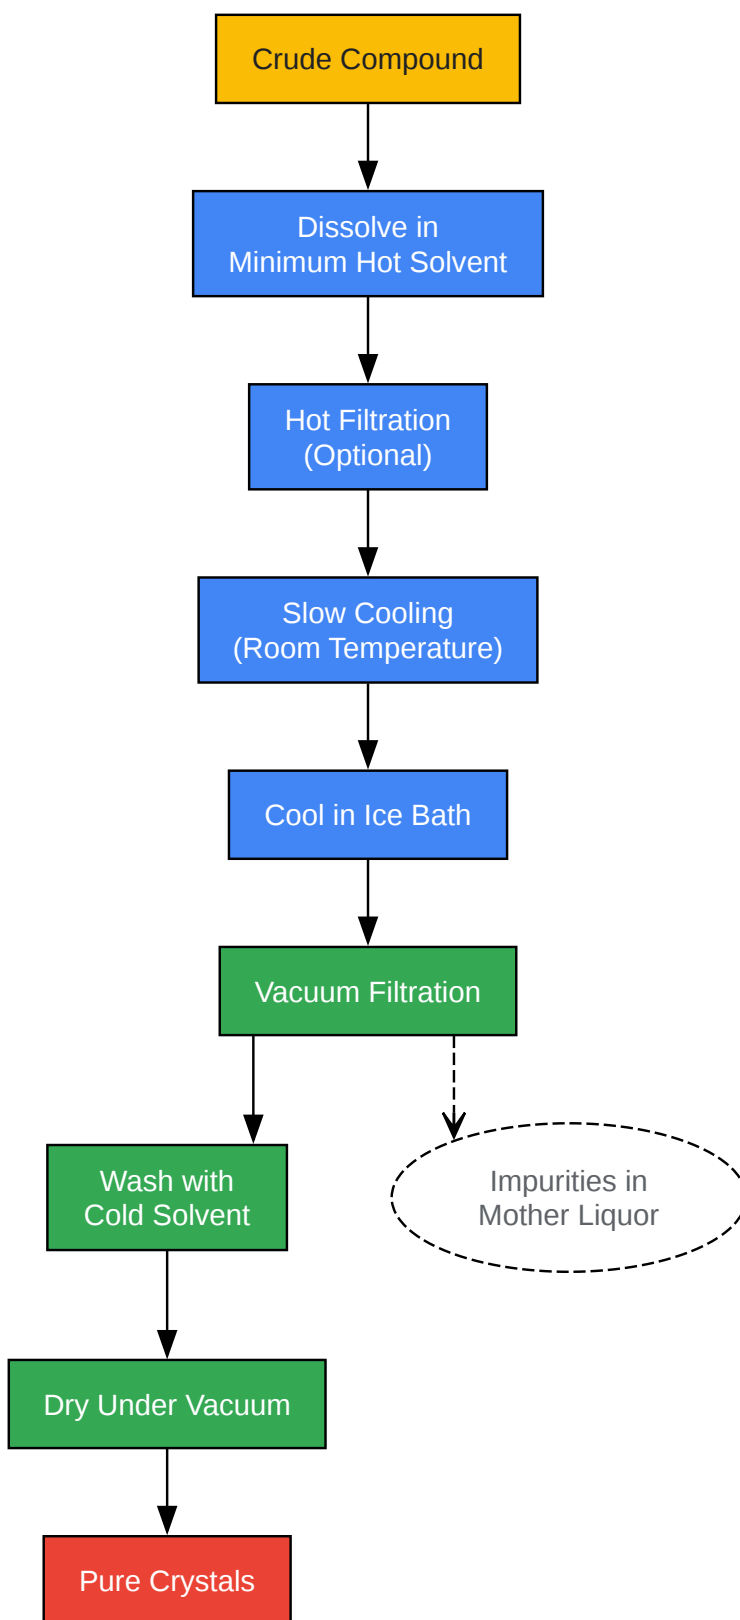 Crude Compound
Dissolve in
Minimum Hot Solvent
Hot Filtration
(Optional)
Slow Cooling
(Room Temperature)
Cool in Ice Bath
Vacuum Filtration
Wash with
Cold Solvent
Impurities in
Mother Liquor
Dry Under Vacuum
Pure Crystals